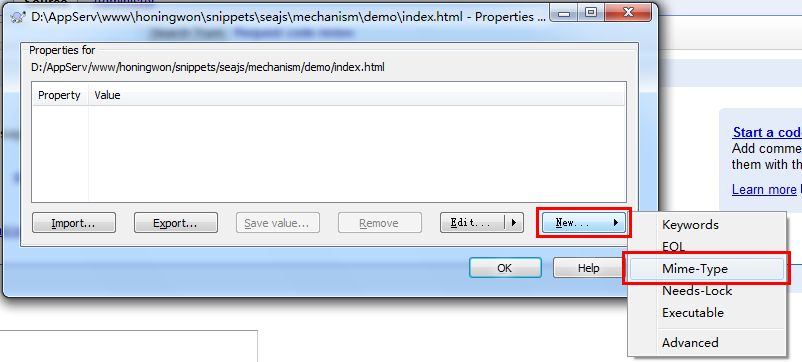 D:\AppServ\www\honingwon\snippets\seajs\mechanism\demo\index.html - Properties ...
Properties for
D:/AppServ/www/honingwon/snippets/seajs/mechanism/demo/index.html
Property Value
Start a cod
Add comme
them with th
Learn more
Import...
Export...
Save value...
Remove
Edit...
New...
OK
Help
Keywords
EOL
Mime-Type
Needs-Lock
Executable
Advanced